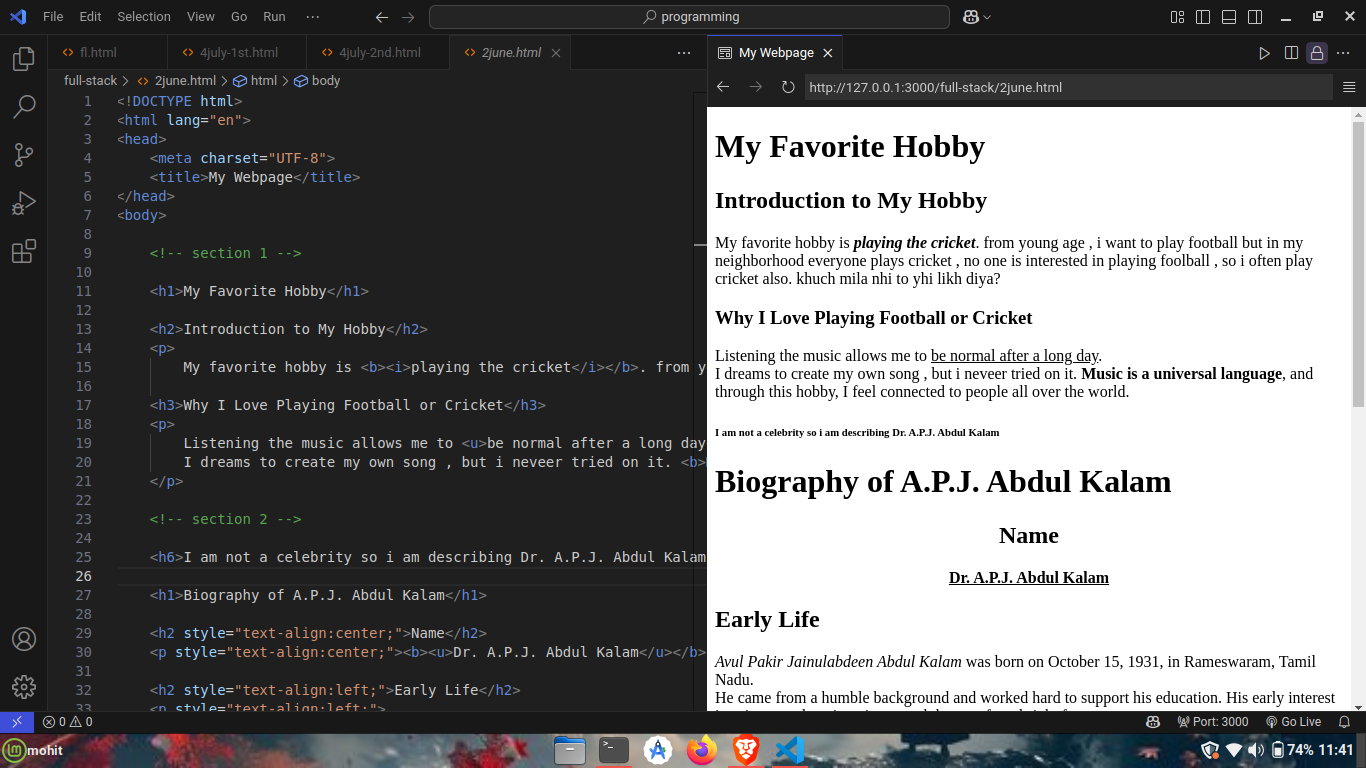 File Edit Selection View Go Run ··· programming
fl.html 4july-1st.html 4july-2nd.html 2june.html ···
full-stack > 2june.html > html > body
1 <!DOCTYPE html>
2 <html lang="en">
3 <head>
4 <meta charset="UTF-8">
5 <title>My Webpage</title>
6 </head>
7 <body>
8
9 <!-- section 1 -->
10
11 <h1>My Favorite Hobby</h1>
12
13 <h2>Introduction to My Hobby</h2>
14 <p>
15 My favorite hobby is <b><i>playing the cricket</i></b>. from y
16
17 <h3>Why I Love Playing Football or Cricket</h3>
18 <p>
19 Listening the music allows me to <u>be normal after a long day
20 I dreams to create my own song , but i neveer tried on it. <b>
21 </p>
22
23 <!-- section 2 -->
24
25 <h6>I am not a celebrity so i am describing Dr. A.P.J. Abdul Kalam
26
27 <h1>Biography of A.P.J. Abdul Kalam</h1>
28
29 <h2 style="text-align:center;">Name</h2>
30 <p style="text-align:center;"><b><u>Dr. A.P.J. Abdul Kalam</u></b>
31
32 <h2 style="text-align:left;">Early Life</h2>
33 <p style="text-align:left;">
My Webpage
http://127.0.0.1:3000/full-stack/2june.html
My Favorite Hobby
Introduction to My Hobby
My favorite hobby is playing the cricket. from young age , i want to play football but in my
neighborhood everyone plays cricket , no one is interested in playing foolball , so i often play
cricket also. khuch mila nhi to yhi likh diya?
Why I Love Playing Football or Cricket
Listening the music allows me to be normal after a long day.
I dreams to create my own song , but i neveer tried on it. Music is a universal language, and
through this hobby, I feel connected to people all over the world.
I am not a celebrity so i am describing Dr. A.P.J. Abdul Kalam
Biography of A.P.J. Abdul Kalam
Name
Dr. A.P.J. Abdul Kalam
Early Life
Avul Pakir Jainulabdeen Abdul Kalam was born on October 15, 1931, in Rameswaram, Tamil
Nadu.
He came from a humble background and worked hard to support his education. His early interest
0 0 Port: 3000 Go Live
mohit 74% 11:41